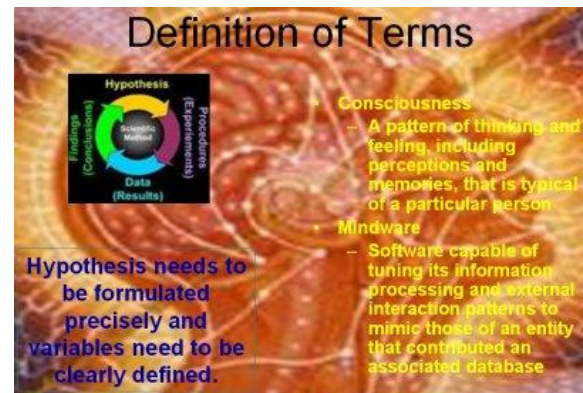 Definition of Terms
Hypothesis
Procedures
(Experiements)
Data
(Results)
Findings
(Conclusions)
Scientific
Method
Hypothesis needs to
be formulated
precisely and
variables need to be
clearly defined.
• Consciousness
– A pattern of thinking and
feeling, including
perceptions and
memories, that is typical
of a particular person
• Mindware
– Software capable of
tuning its information
processing and external
interaction patterns to
mimic those of an entity
that contributed an
associated database